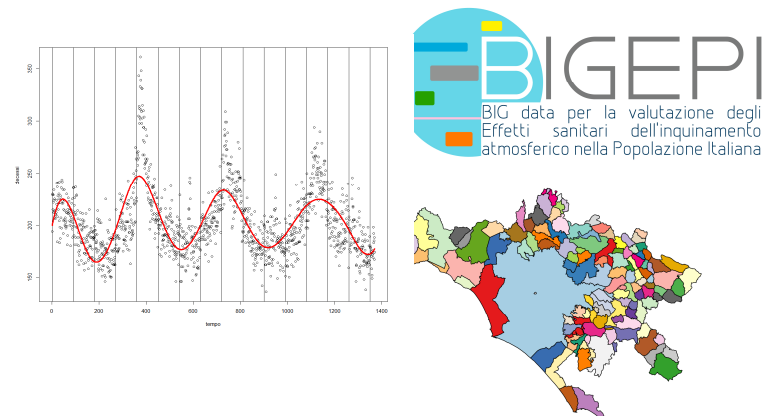 350
300
250
200
150
decessi
0
200
400
600
800
1000
1200
1400
tempo
BIGEPI
BIG data per la valutazione degli
Effetti sanitari dell'inquinamento
atmosferico nella Popolazione Italiana